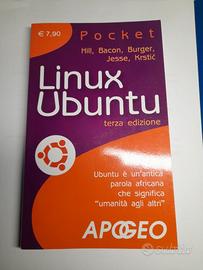 € 7,90
Pocket
Hill, Bacon, Burger,
Jesse, Krstić
Linux
Ubuntu
terza edizione
Ubuntu è un'antica
parola africana
che significa
"umanità agli altri"
APOGEO
subito